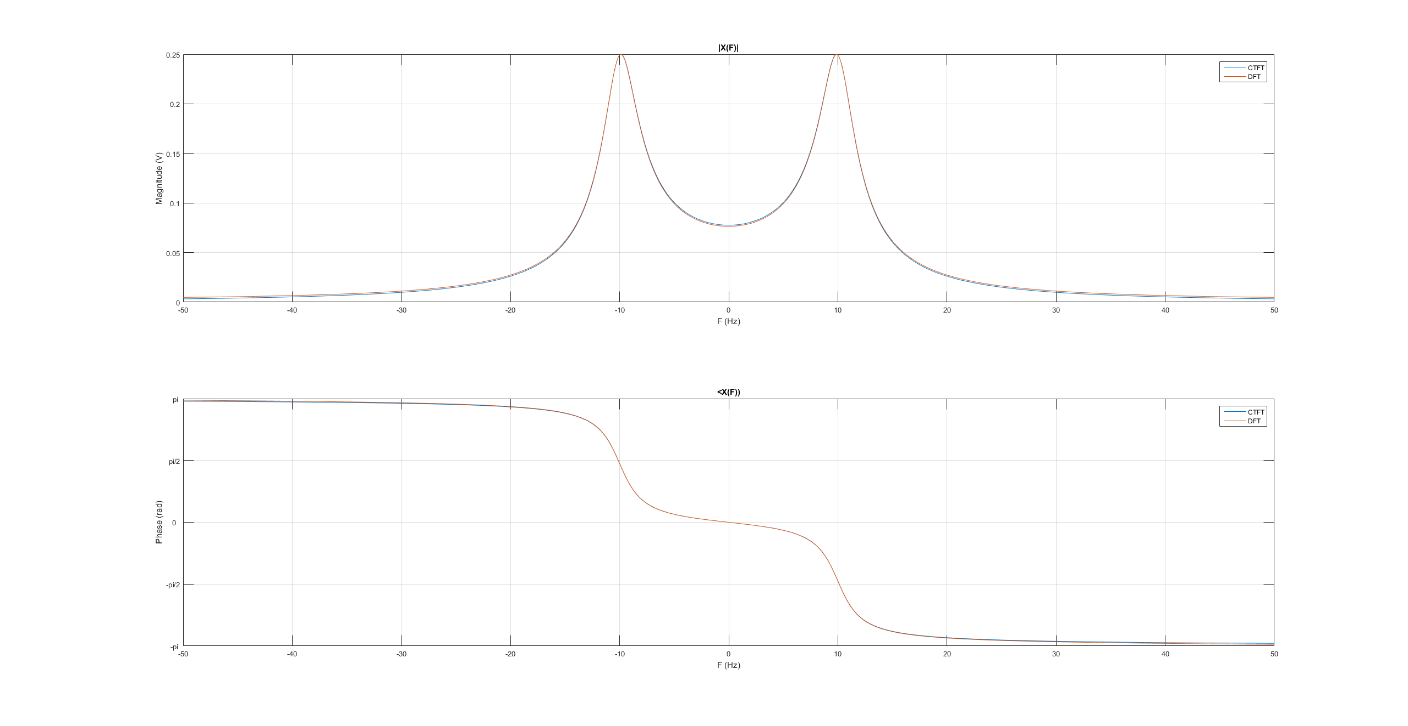 |X(F)|
0.25
0.2
0.15
0.1
0.05
0
Magnitude (V)
CTFT
DFT
-50 -40 -30 -20 -10 0 10 20 30 40 50
F (Hz)
<X(F))
pi
pi/2
0
-pi/2
-pi
Phase (rad)
CTFT
DFT
-50 -40 -30 -20 -10 0 10 20 30 40 50
F (Hz)